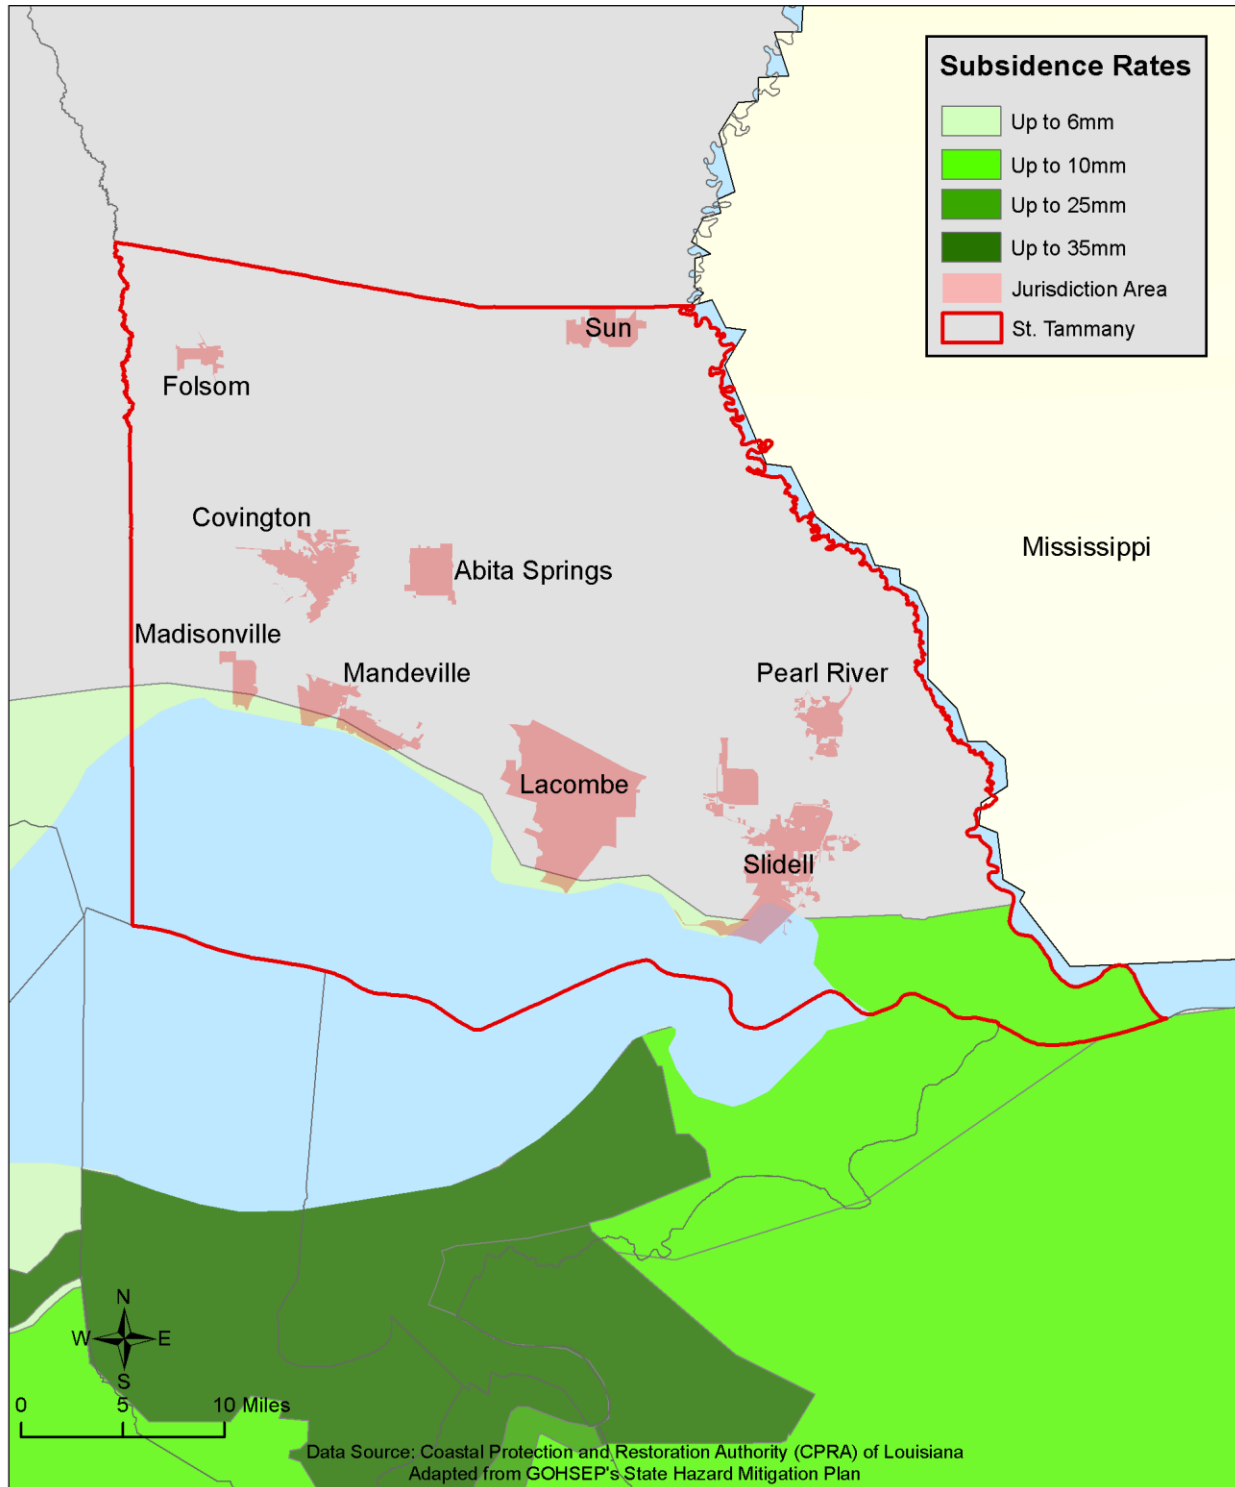 Subsidence Rates
Up to 6mm
Up to 10mm
Up to 25mm
Up to 35mm
Jurisdiction Area
St. Tammany
Sun
Folsom
Covington
Mississippi
Abita Springs
Madisonville
Mandeville
Pearl River
Lacombe
Slidell
N
W E
S
0 5 10 Miles
Data Source: Coastal Protection and Restoration Authority (CPRA) of Louisiana
Adapted from GOHSEP's State Hazard Mitigation Plan